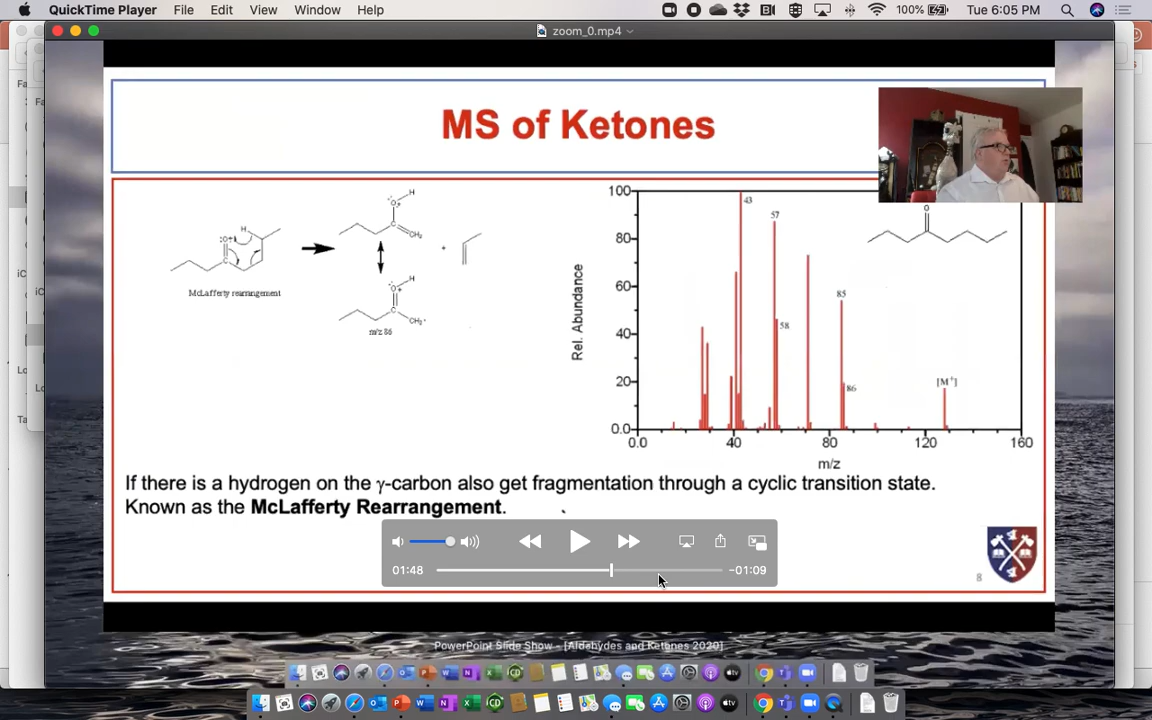 QuickTime Player File Edit View Window Help 100% Tue 6:05 PM
zoom_0.mp4
MS of Ketones
H
:O+
McLafferty rearrangement
H
O
C
CH₂
+
H
O
+
C
CH₂
m/z 86
100
80
60
40
20
0.0
Rel. Abundance
43
57
58
85
86
[M⁺]
O
0.0 40 80 120 160
m/z
If there is a hydrogen on the γ-carbon also get fragmentation through a cyclic transition state.
Known as the McLafferty Rearrangement.
01:48 -01:09
8
PowerPoint Slide Show - [Aldehydes and Ketones 2020]